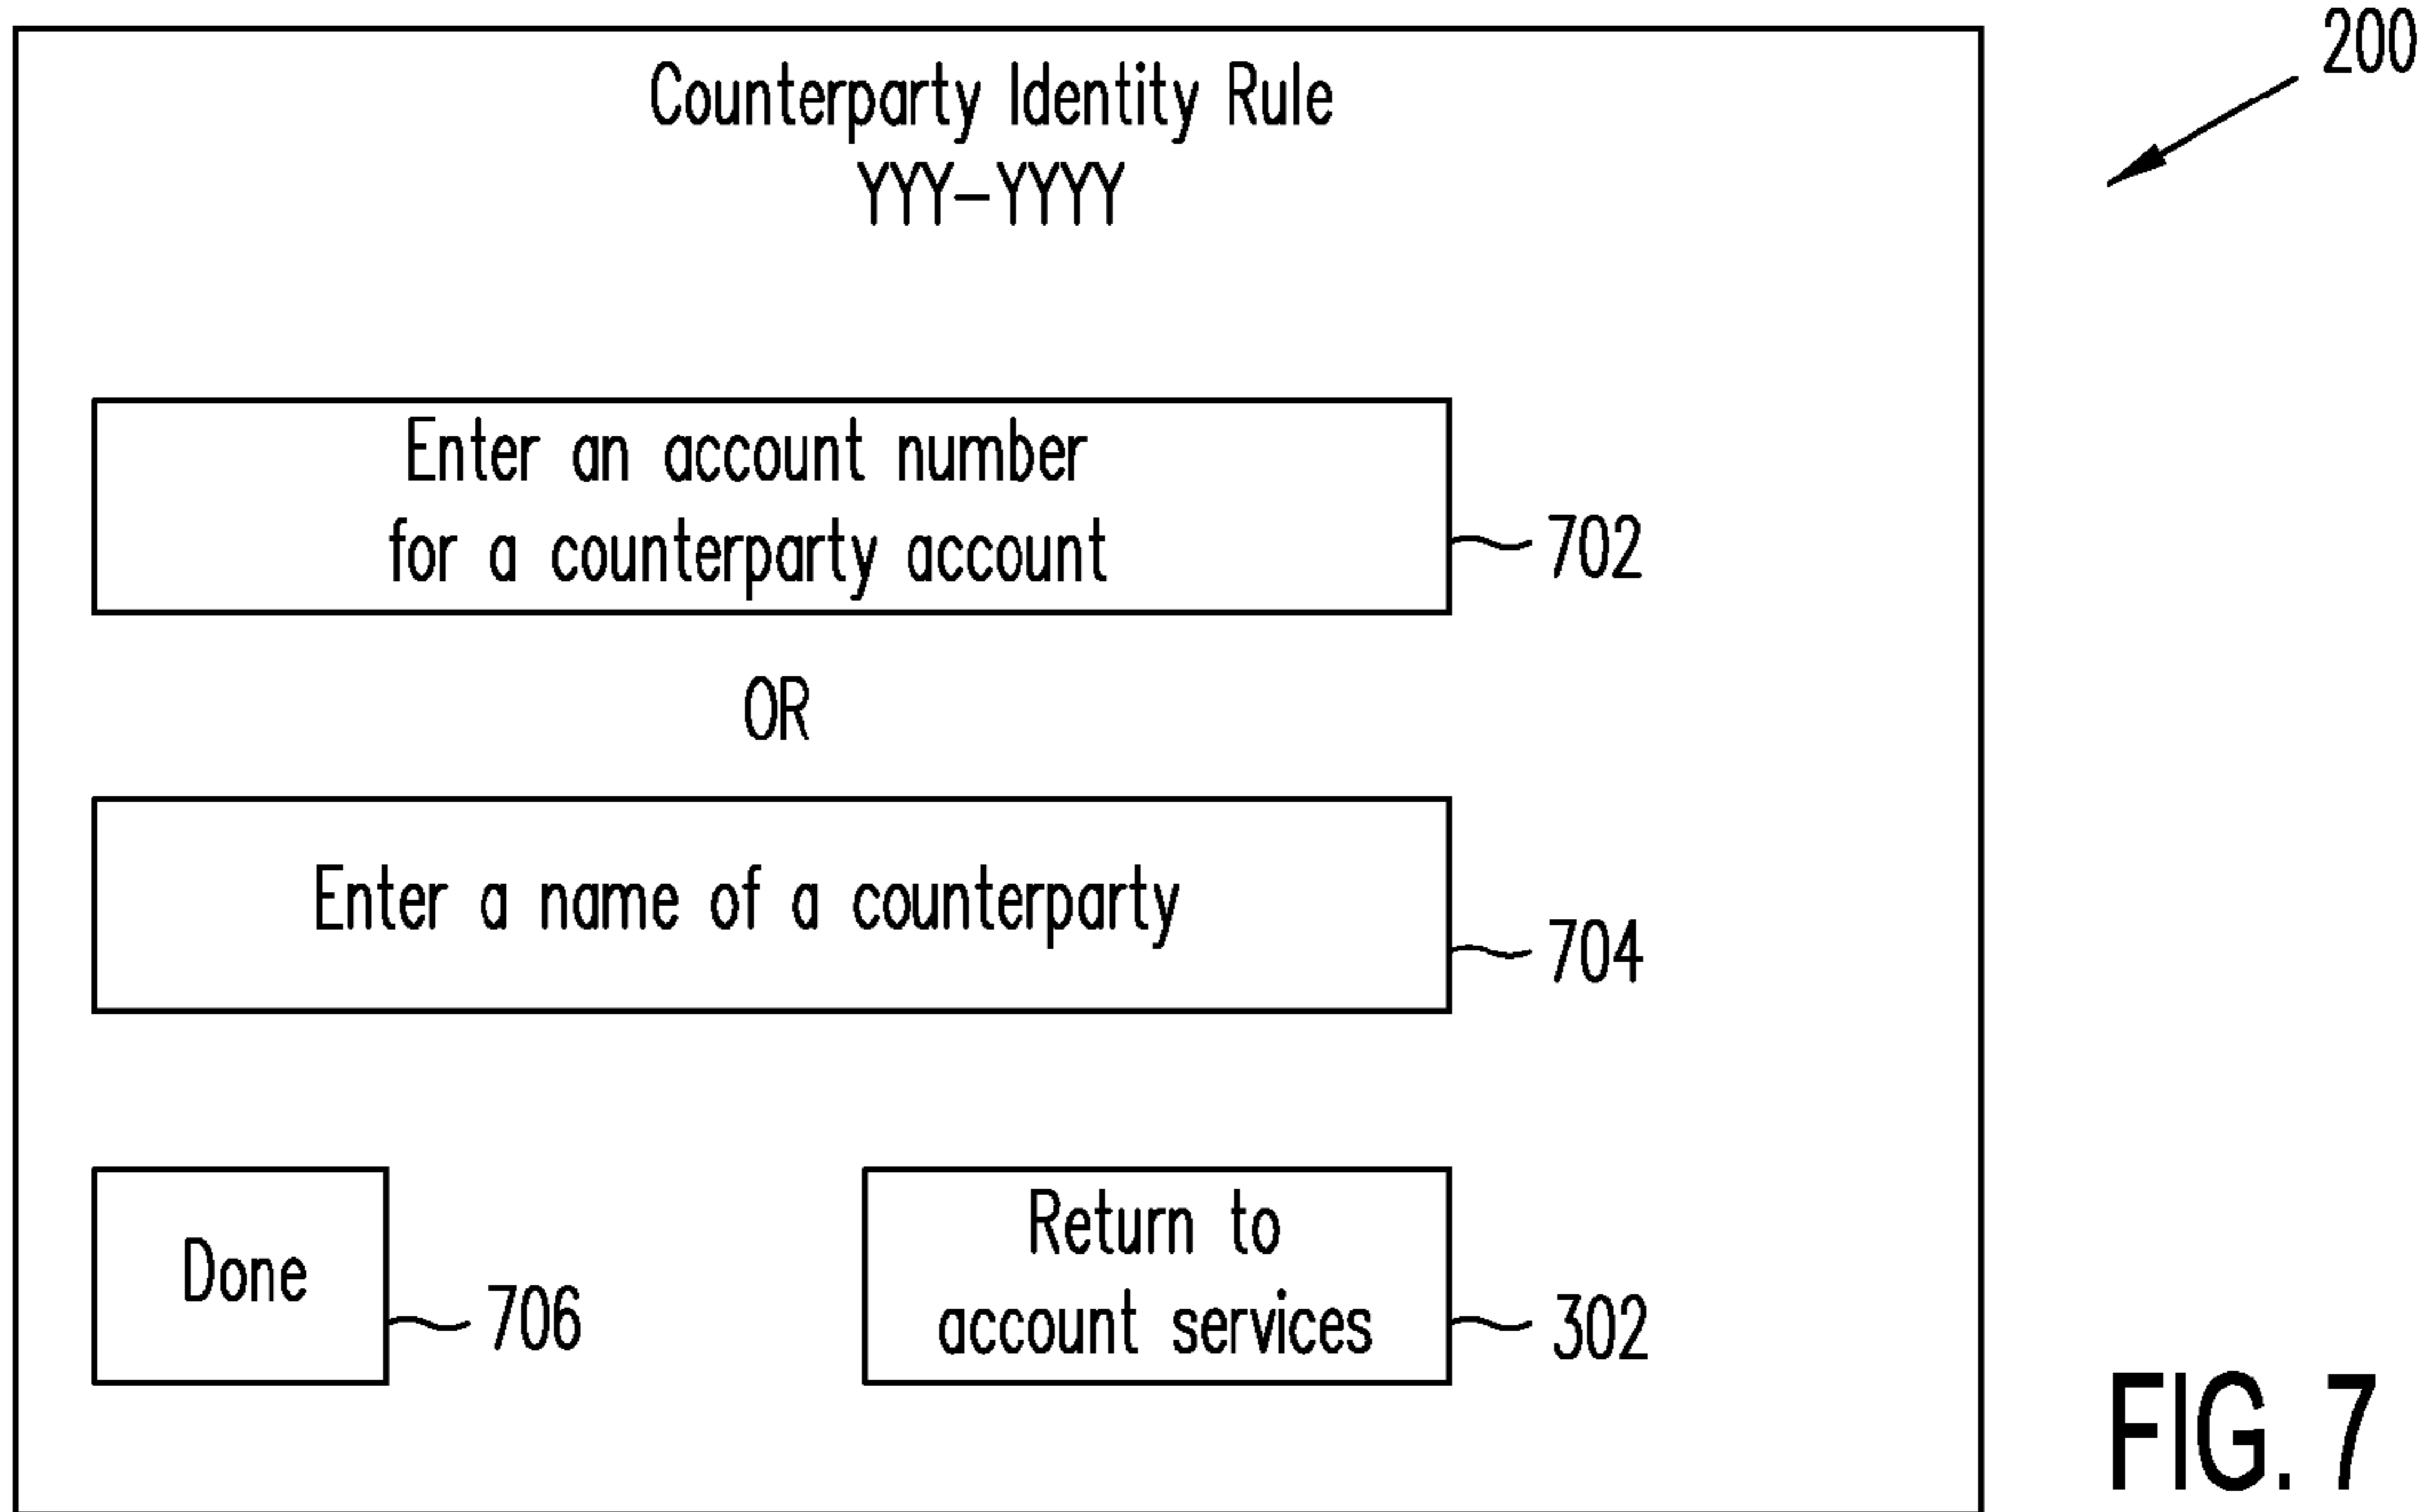 200
Counterparty Identity Rule
YYY-YYYY
Enter an account number
for a counterparty account
702
OR
Enter a name of a counterparty
704
Done
706
Return to
account services
302
FIG. 7